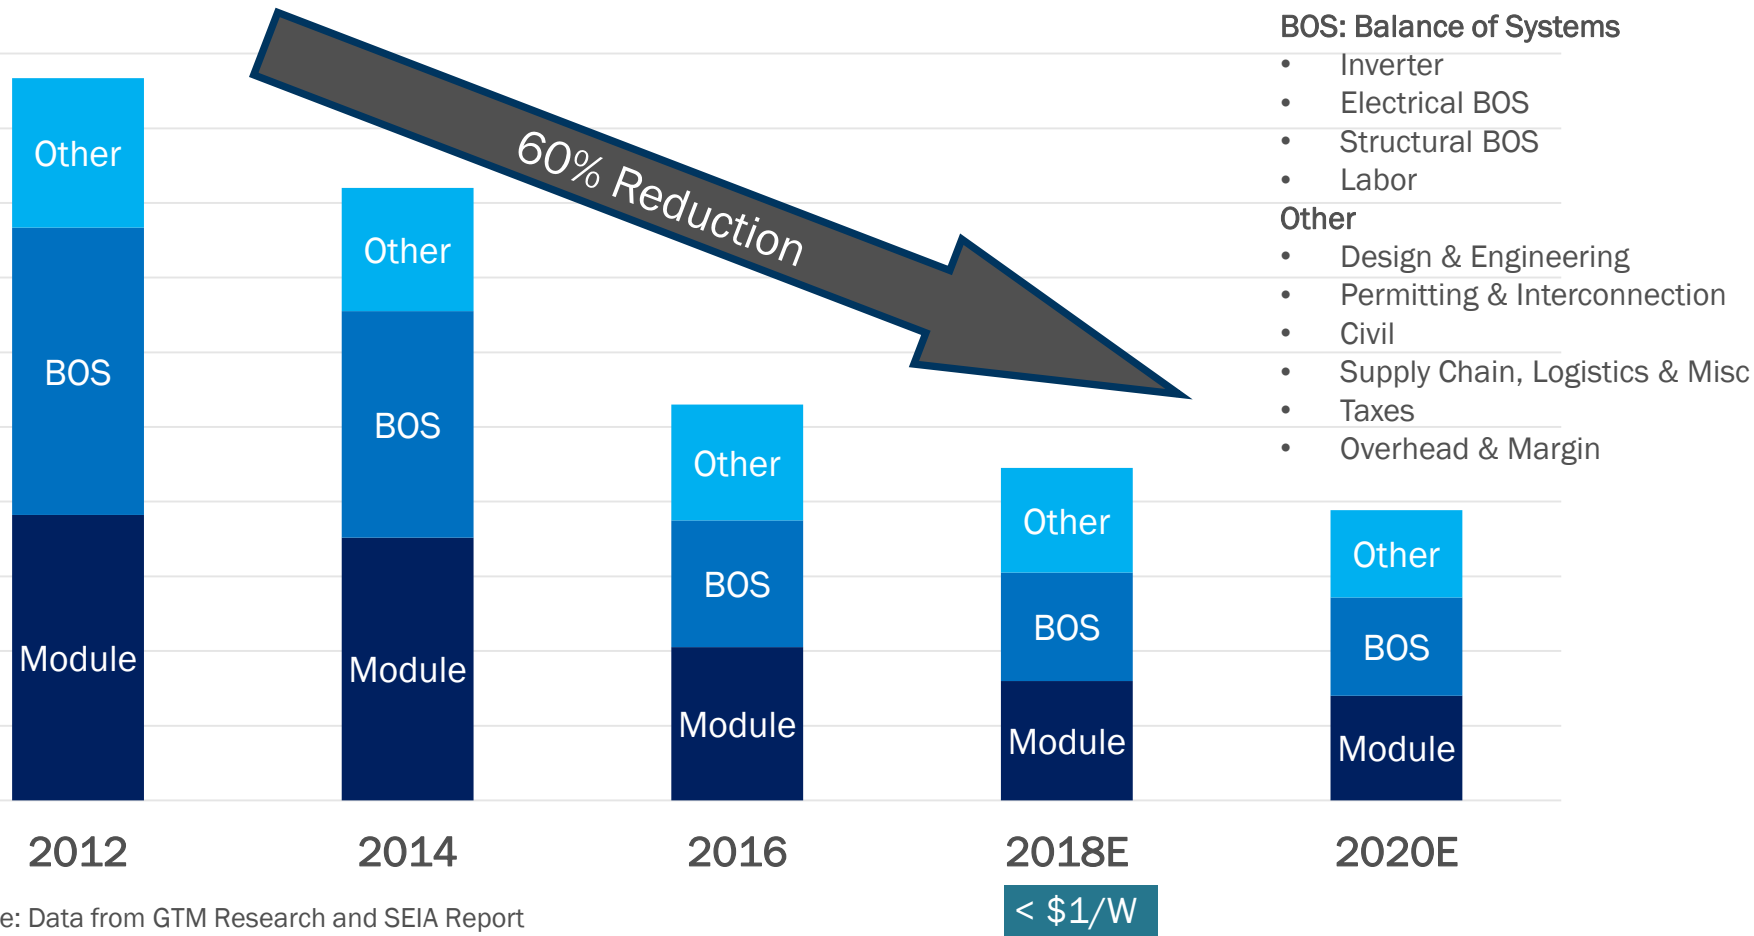 BOS: Balance of Systems
• Inverter
• Electrical BOS
• Structural BOS
• Labor
Other
• Design & Engineering
• Permitting & Interconnection
• Civil
• Supply Chain, Logistics & Misc
• Taxes
• Overhead & Margin
60% Reduction
Other
BOS
Module
Other
BOS
Module
Other
BOS
Module
Other
BOS
Module
Other
BOS
Module
2012
2014
2016
2018E
2020E
< $1/W
e: Data from GTM Research and SEIA Report